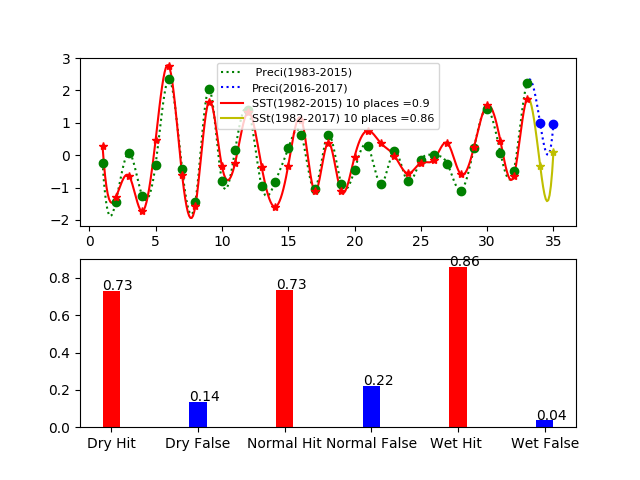 3
2
1
0
−1
−2
Preci(1983-2015)
Preci(2016-2017)
SST(1982-2015) 10 places =0.9
SSt(1982-2017) 10 places =0.86
0 5 10 15 20 25 30 35
0.8
0.6
0.4
0.2
0.0
0.73 0.14 0.73 0.22 0.86 0.04
Dry Hit Dry False Normal Hit Normal False Wet Hit Wet False